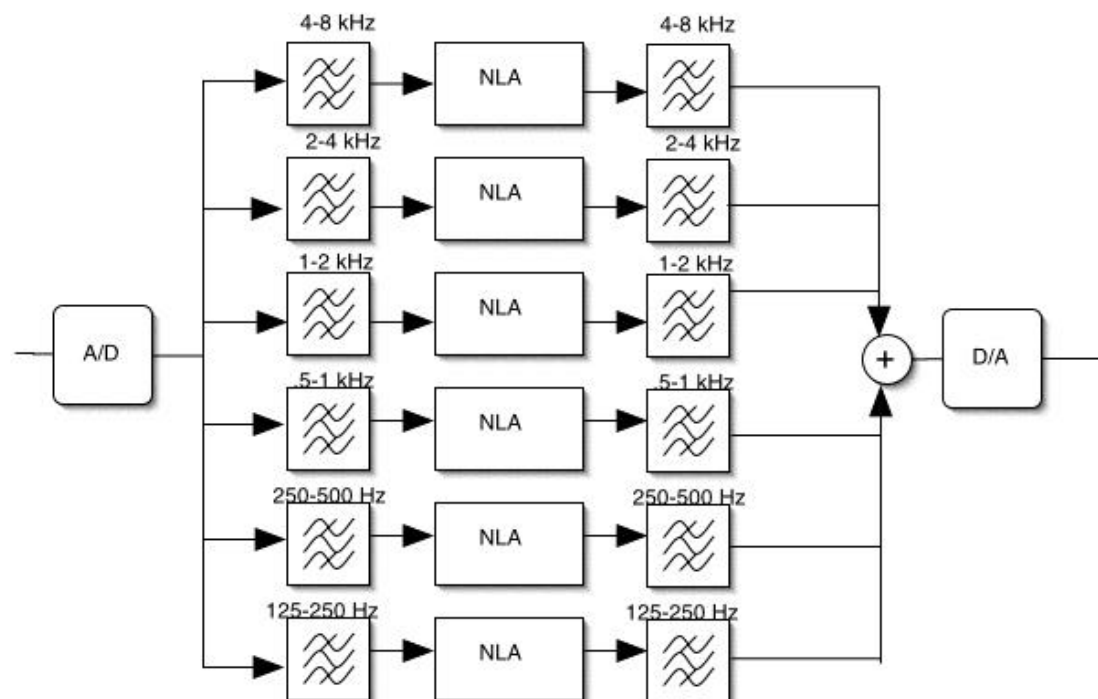 4-8 kHz
4-8 kHz
NLA
2-4 kHz
2-4 kHz
NLA
1-2 kHz
1-2 kHz
NLA
A/D
+
D/A
.5-1 kHz
.5-1 kHz
NLA
250-500 Hz
250-500 Hz
NLA
125-250 Hz
125-250 Hz
NLA